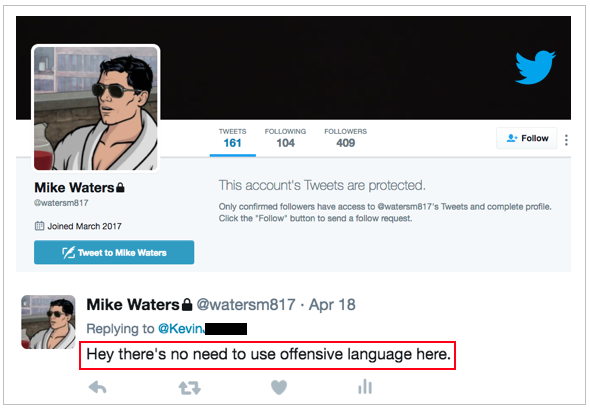 TWEETS FOLLOWING FOLLOWERS
161 104 409
Follow
Mike Waters
@watersm817
Joined March 2017
Tweet to Mike Waters
This account's Tweets are protected.
Only confirmed followers have access to @watersm817's Tweets and complete profile.
Click the "Follow" button to send a follow request.
Mike Waters @watersm817 · Apr 18
Replying to @Kevin
Hey there's no need to use offensive language here.